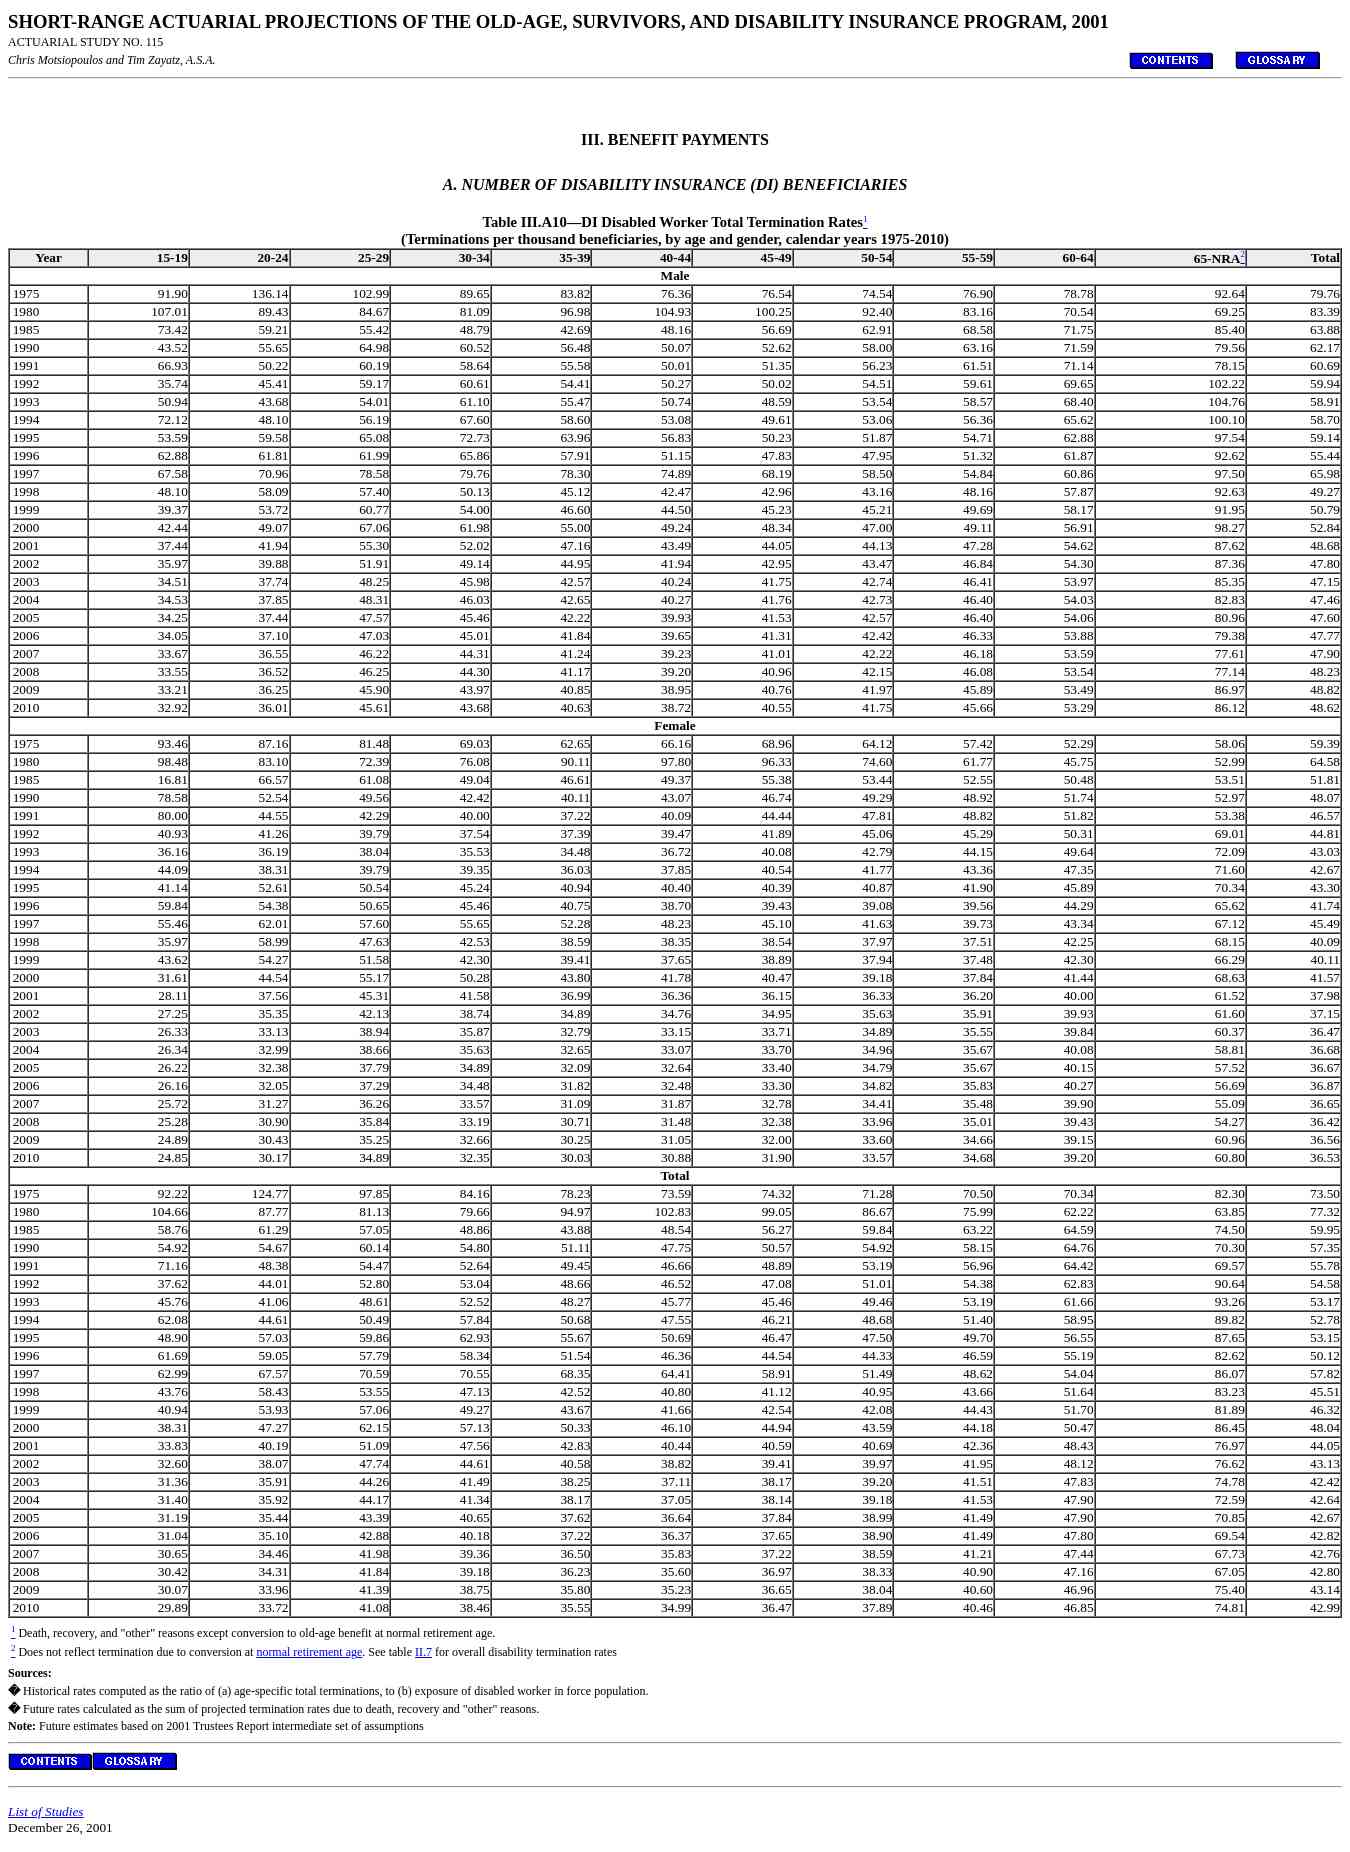 SHORT-RANGE ACTUARIAL PROJECTIONS OF THE OLD-AGE, SURVIVORS, AND DISABILITY INSURANCE PROGRAM, 2001
ACTUARIAL STUDY NO. 115
Chris Motsiopoulos and Tim Zayatz, A.S.A. CONTENTS GLOSSARY
III. BENEFIT PAYMENTS
A. NUMBER OF DISABILITY INSURANCE (DI) BENEFICIARIES
Table III.A10—DI Disabled Worker Total Termination Rates1
(Terminations per thousand beneficiaries, by age and gender, calendar years 1975-2010)
Year 15-19 20-24 25-29 30-34 35-39 40-44 45-49 50-54 55-59 60-64 65-NRA2 Total
Male
1975 91.90 136.14 102.99 89.65 83.82 76.36 76.54 74.54 76.90 78.78 92.64 79.76
1980 107.01 89.43 84.67 81.09 96.98 104.93 100.25 92.40 83.16 70.54 69.25 83.39
1985 73.42 59.21 55.42 48.79 42.69 48.16 56.69 62.91 68.58 71.75 85.40 63.88
1990 43.52 55.65 64.98 60.52 56.48 50.07 52.62 58.00 63.16 71.59 79.56 62.17
1991 66.93 50.22 60.19 58.64 55.58 50.01 51.35 56.23 61.51 71.14 78.15 60.69
1992 35.74 45.41 59.17 60.61 54.41 50.27 50.02 54.51 59.61 69.65 102.22 59.94
1993 50.94 43.68 54.01 61.10 55.47 50.74 48.59 53.54 58.57 68.40 104.76 58.91
1994 72.12 48.10 56.19 67.60 58.60 53.08 49.61 53.06 56.36 65.62 100.10 58.70
1995 53.59 59.58 65.08 72.73 63.96 56.83 50.23 51.87 54.71 62.88 97.54 59.14
1996 62.88 61.81 61.99 65.86 57.91 51.15 47.83 47.95 51.32 61.87 92.62 55.44
1997 67.58 70.96 78.58 79.76 78.30 74.89 68.19 58.50 54.84 60.86 97.50 65.98
1998 48.10 58.09 57.40 50.13 45.12 42.47 42.96 43.16 48.16 57.87 92.63 49.27
1999 39.37 53.72 60.77 54.00 46.60 44.50 45.23 45.21 49.69 58.17 91.95 50.79
2000 42.44 49.07 67.06 61.98 55.00 49.24 48.34 47.00 49.11 56.91 98.27 52.84
2001 37.44 41.94 55.30 52.02 47.16 43.49 44.05 44.13 47.28 54.62 87.62 48.68
2002 35.97 39.88 51.91 49.14 44.95 41.94 42.95 43.47 46.84 54.30 87.36 47.80
2003 34.51 37.74 48.25 45.98 42.57 40.24 41.75 42.74 46.41 53.97 85.35 47.15
2004 34.53 37.85 48.31 46.03 42.65 40.27 41.76 42.73 46.40 54.03 82.83 47.46
2005 34.25 37.44 47.57 45.46 42.22 39.93 41.53 42.57 46.40 54.06 80.96 47.60
2006 34.05 37.10 47.03 45.01 41.84 39.65 41.31 42.42 46.33 53.88 79.38 47.77
2007 33.67 36.55 46.22 44.31 41.24 39.23 41.01 42.22 46.18 53.59 77.61 47.90
2008 33.55 36.52 46.25 44.30 41.17 39.20 40.96 42.15 46.08 53.54 77.14 48.23
2009 33.21 36.25 45.90 43.97 40.85 38.95 40.76 41.97 45.89 53.49 86.97 48.82
2010 32.92 36.01 45.61 43.68 40.63 38.72 40.55 41.75 45.66 53.29 86.12 48.62
Female
1975 93.46 87.16 81.48 69.03 62.65 66.16 68.96 64.12 57.42 52.29 58.06 59.39
1980 98.48 83.10 72.39 76.08 90.11 97.80 96.33 74.60 61.77 45.75 52.99 64.58
1985 16.81 66.57 61.08 49.04 46.61 49.37 55.38 53.44 52.55 50.48 53.51 51.81
1990 78.58 52.54 49.56 42.42 40.11 43.07 46.74 49.29 48.92 51.74 52.97 48.07
1991 80.00 44.55 42.29 40.00 37.22 40.09 44.44 47.81 48.82 51.82 53.38 46.57
1992 40.93 41.26 39.79 37.54 37.39 39.47 41.89 45.06 45.29 50.31 69.01 44.81
1993 36.16 36.19 38.04 35.53 34.48 36.72 40.08 42.79 44.15 49.64 72.09 43.03
1994 44.09 38.31 39.79 39.35 36.03 37.85 40.54 41.77 43.36 47.35 71.60 42.67
1995 41.14 52.61 50.54 45.24 40.94 40.40 40.39 40.87 41.90 45.89 70.34 43.30
1996 59.84 54.38 50.65 45.46 40.75 38.70 39.43 39.08 39.56 44.29 65.62 41.74
1997 55.46 62.01 57.60 55.65 52.28 48.23 45.10 41.63 39.73 43.34 67.12 45.49
1998 35.97 58.99 47.63 42.53 38.59 38.35 38.54 37.97 37.51 42.25 68.15 40.09
1999 43.62 54.27 51.58 42.30 39.41 37.65 38.89 37.94 37.48 42.30 66.29 40.11
2000 31.61 44.54 55.17 50.28 43.80 41.78 40.47 39.18 37.84 41.44 68.63 41.57
2001 28.11 37.56 45.31 41.58 36.99 36.36 36.15 36.33 36.20 40.00 61.52 37.98
2002 27.25 35.35 42.13 38.74 34.89 34.76 34.95 35.63 35.91 39.93 61.60 37.15
2003 26.33 33.13 38.94 35.87 32.79 33.15 33.71 34.89 35.55 39.84 60.37 36.47
2004 26.34 32.99 38.66 35.63 32.65 33.07 33.70 34.96 35.67 40.08 58.81 36.68
2005 26.22 32.38 37.79 34.89 32.09 32.64 33.40 34.79 35.67 40.15 57.52 36.67
2006 26.16 32.05 37.29 34.48 31.82 32.48 33.30 34.82 35.83 40.27 56.69 36.87
2007 25.72 31.27 36.26 33.57 31.09 31.87 32.78 34.41 35.48 39.90 55.09 36.65
2008 25.28 30.90 35.84 33.19 30.71 31.48 32.38 33.96 35.01 39.43 54.27 36.42
2009 24.89 30.43 35.25 32.66 30.25 31.05 32.00 33.60 34.66 39.15 60.96 36.56
2010 24.85 30.17 34.89 32.35 30.03 30.88 31.90 33.57 34.68 39.20 60.80 36.53
Total
1975 92.22 124.77 97.85 84.16 78.23 73.59 74.32 71.28 70.50 70.34 82.30 73.50
1980 104.66 87.77 81.13 79.66 94.97 102.83 99.05 86.67 75.99 62.22 63.85 77.32
1985 58.76 61.29 57.05 48.86 43.88 48.54 56.27 59.84 63.22 64.59 74.50 59.95
1990 54.92 54.67 60.14 54.80 51.11 47.75 50.57 54.92 58.15 64.76 70.30 57.35
1991 71.16 48.38 54.47 52.64 49.45 46.66 48.89 53.19 56.96 64.42 69.57 55.78
1992 37.62 44.01 52.80 53.04 48.66 46.52 47.08 51.01 54.38 62.83 90.64 54.58
1993 45.76 41.06 48.61 52.52 48.27 45.77 45.46 49.46 53.19 61.66 93.26 53.17
1994 62.08 44.61 50.49 57.84 50.68 47.55 46.21 48.68 51.40 58.95 89.82 52.78
1995 48.90 57.03 59.86 62.93 55.67 50.69 46.47 47.50 49.70 56.55 87.65 53.15
1996 61.69 59.05 57.79 58.34 51.54 46.36 44.54 44.33 46.59 55.19 82.62 50.12
1997 62.99 67.57 70.59 70.55 68.35 64.41 58.91 51.49 48.62 54.04 86.07 57.82
1998 43.76 58.43 53.55 47.13 42.52 40.80 41.12 40.95 43.66 51.64 83.23 45.51
1999 40.94 53.93 57.06 49.27 43.67 41.66 42.54 42.08 44.43 51.70 81.89 46.32
2000 38.31 47.27 62.15 57.13 50.33 46.10 44.94 43.59 44.18 50.47 86.45 48.04
2001 33.83 40.19 51.09 47.56 42.83 40.44 40.59 40.69 42.36 48.43 76.97 44.05
2002 32.60 38.07 47.74 44.61 40.58 38.82 39.41 39.97 41.95 48.12 76.62 43.13
2003 31.36 35.91 44.26 41.49 38.25 37.11 38.17 39.20 41.51 47.83 74.78 42.42
2004 31.40 35.92 44.17 41.34 38.17 37.05 38.14 39.18 41.53 47.90 72.59 42.64
2005 31.19 35.44 43.39 40.65 37.62 36.64 37.84 38.99 41.49 47.90 70.85 42.67
2006 31.04 35.10 42.88 40.18 37.22 36.37 37.65 38.90 41.49 47.80 69.54 42.82
2007 30.65 34.46 41.98 39.36 36.50 35.83 37.22 38.59 41.21 47.44 67.73 42.76
2008 30.42 34.31 41.84 39.18 36.23 35.60 36.97 38.33 40.90 47.16 67.05 42.80
2009 30.07 33.96 41.39 38.75 35.80 35.23 36.65 38.04 40.60 46.96 75.40 43.14
2010 29.89 33.72 41.08 38.46 35.55 34.99 36.47 37.89 40.46 46.85 74.81 42.99
1 Death, recovery, and "other" reasons except conversion to old-age benefit at normal retirement age.
2 Does not reflect termination due to conversion at normal retirement age. See table II.7 for overall disability termination rates
Sources:
� Historical rates computed as the ratio of (a) age-specific total terminations, to (b) exposure of disabled worker in force population.
� Future rates calculated as the sum of projected termination rates due to death, recovery and "other" reasons.
Note: Future estimates based on 2001 Trustees Report intermediate set of assumptions
CONTENTS GLOSSARY
List of Studies
December 26, 2001